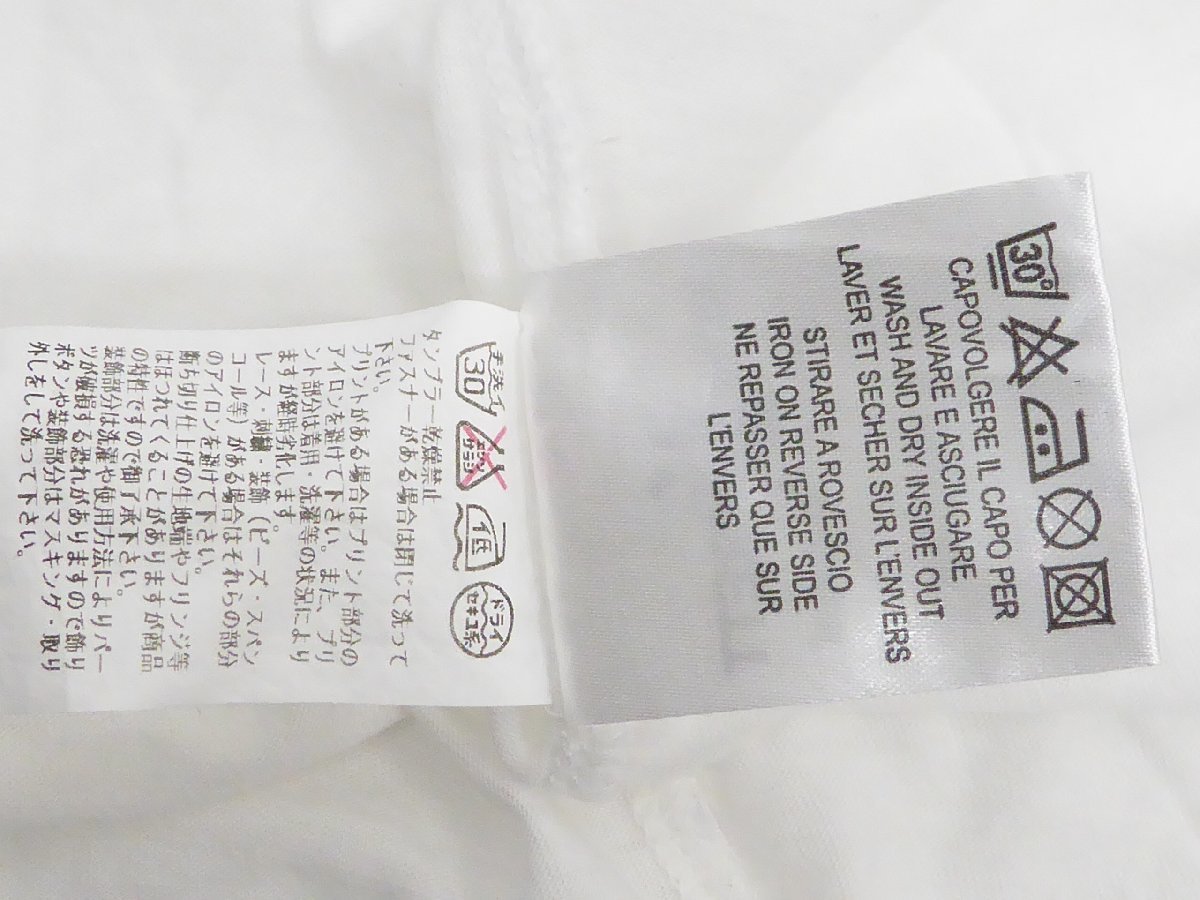 30°
CAPOVOLGERE IL CAPO PER
LAVARE E ASCIUGARE
WASH AND DRY INSIDE OUT
LAVER ET SECHER SUR L'ENVERS
STIRARE A ROVESCIO
IRON ON REVERSE SIDE
NE REPASSER QUE SUR
L'ENVERS
手洗イ
30
エンソ
サラシ
低
ドライ
セキユ系
タンブラー乾燥禁止
ファスナーがある場合は閉じて洗って
下さい。
プリントがある場合はプリント部分の
アイロンを避けて下さい。また、プリ
ント部分は着用・洗濯等の状況により
ますが経時劣化します。
レース・刺繍・装飾(ビーズ・スパン
コール等)がある場合はそれらの部分
のアイロンを避けて下さい。
断ち切り仕上げの生地端やフリンジ等
はほつれてくることがありますが商品
の特性ですので御了承下さい。
装飾部分は洗濯や使用方法によりパー
ツが破損する恐れがありますので飾り
ボタンや装飾部分はマスキング・取り
外しをして洗って下さい。